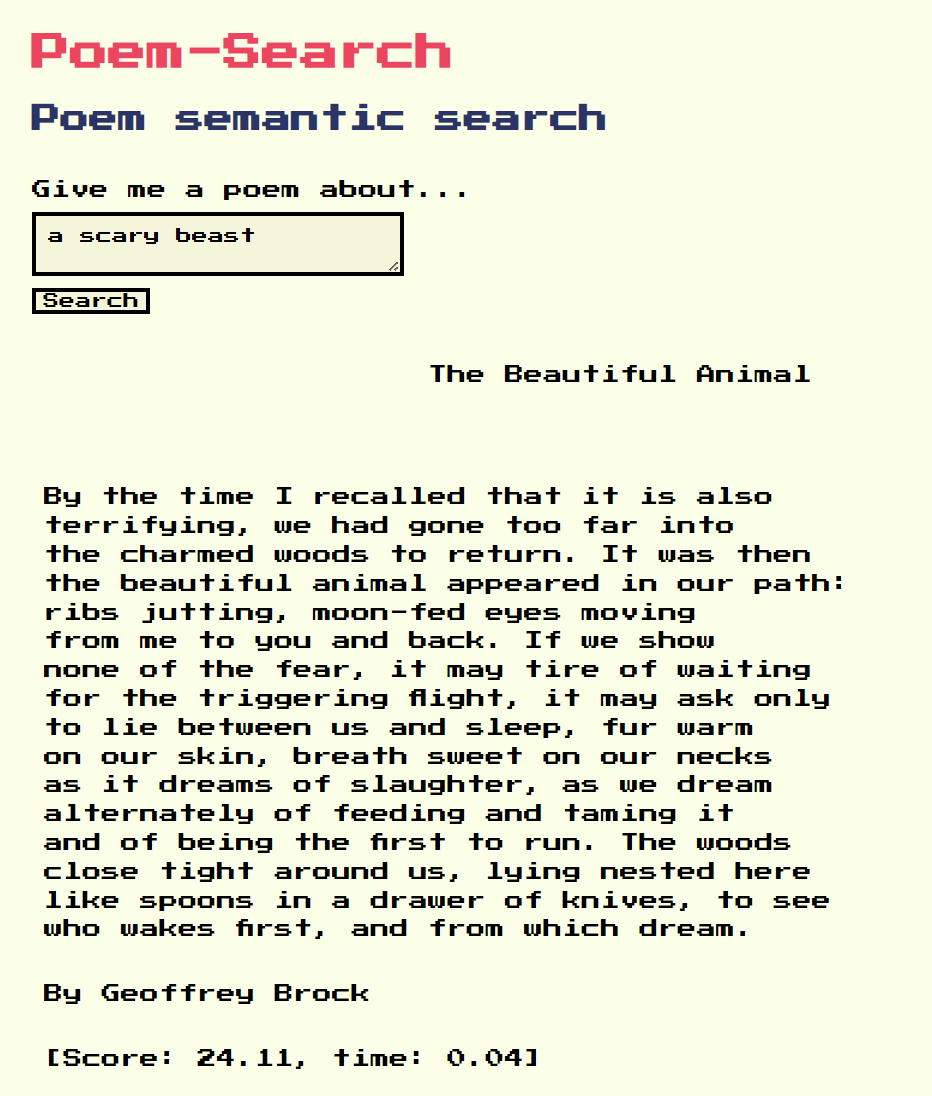 Poem-Search
Poem semantic search
Give me a poem about...
a scary beast
Search
The Beautiful Animal
By the time I recalled that it is also
terrifying, we had gone too far into
the charmed woods to return. It was then
the beautiful animal appeared in our path:
ribs jutting, moon-fed eyes moving
from me to you and back. If we show
none of the fear, it may tire of waiting
for the triggering flight, it may ask only
to lie between us and sleep, fur warm
on our skin, breath sweet on our necks
as it dreams of slaughter, as we dream
alternately of feeding and taming it
and of being the first to run. The woods
close tight around us, lying nested here
like spoons in a drawer of knives, to see
who wakes first, and from which dream.
By Geoffrey Brock
[Score: 24.11, time: 0.04]